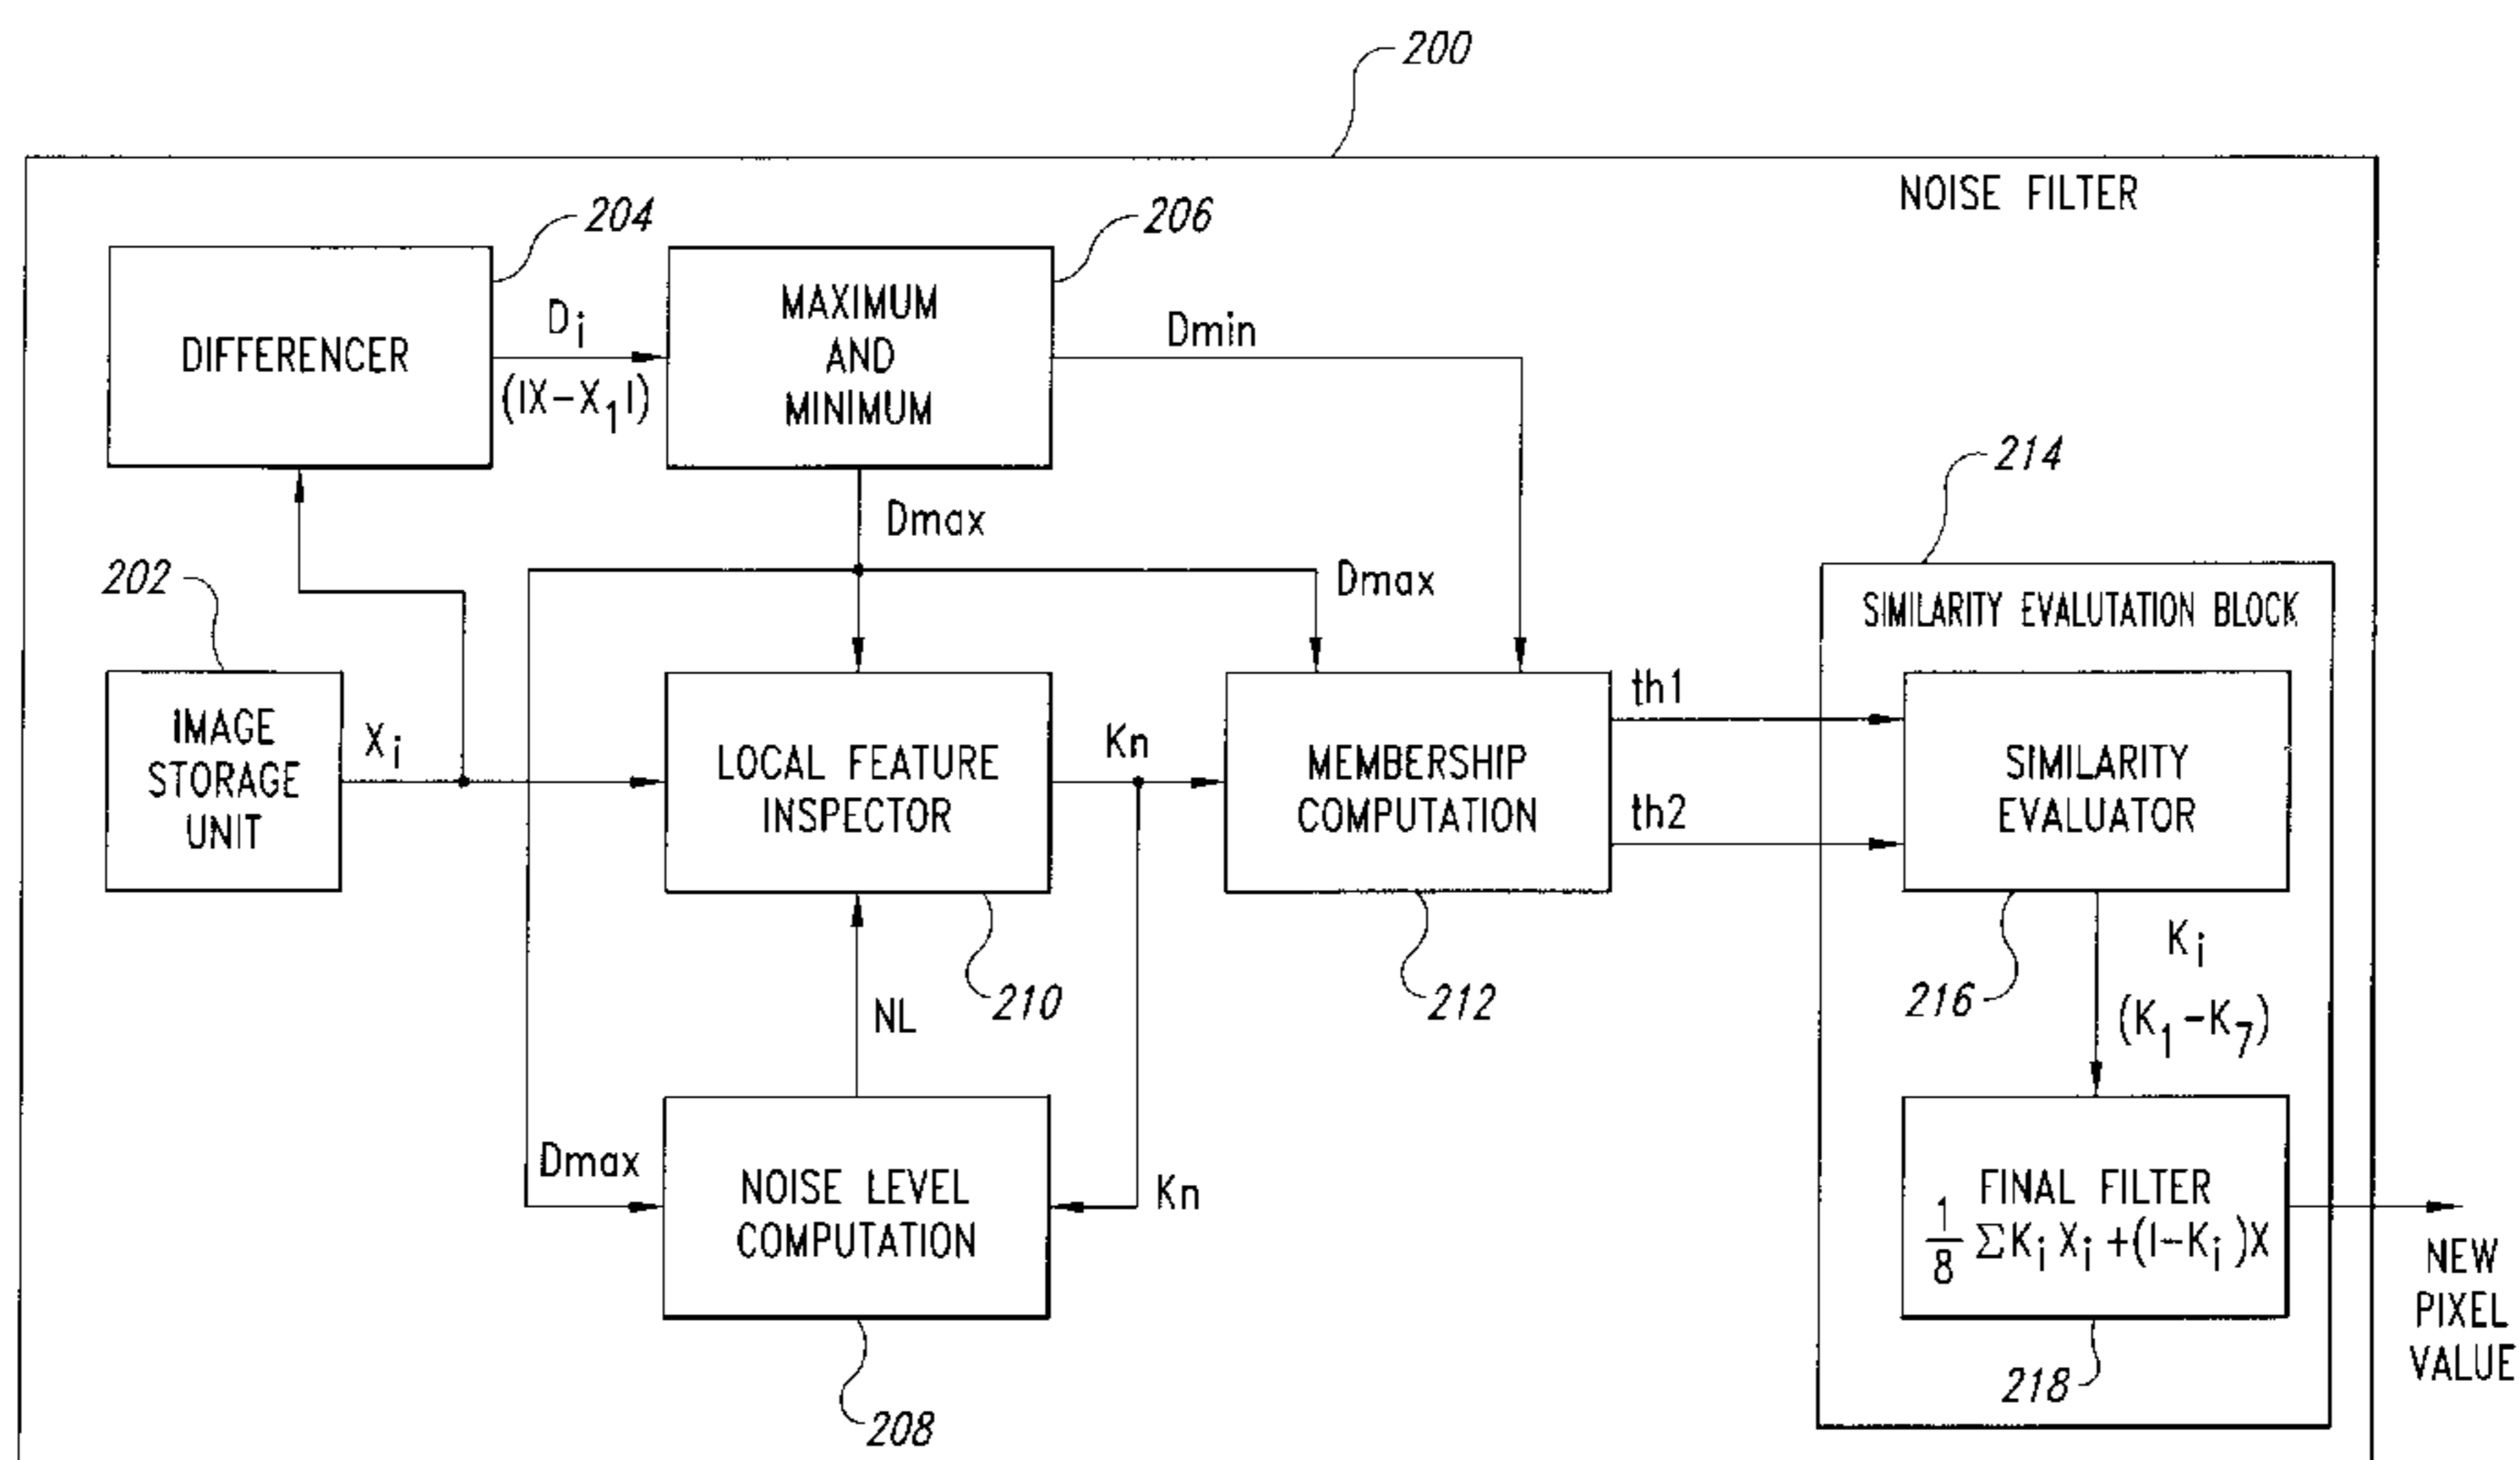 200
NOISE FILTER
204
206
DIFFERENCER
Di
(|X-X1|)
MAXIMUM
AND
MINIMUM
Dmin
Dmax
Dmax
214
SIMILARITY EVALUTATION BLOCK
202
IMAGE
STORAGE
UNIT
Xi
LOCAL FEATURE
INSPECTOR
Kn
MEMBERSHIP
COMPUTATION
th1
th2
SIMILARITY
EVALUATOR
210
212
216
Ki
(K1-K7)
NL
Dmax
NOISE LEVEL
COMPUTATION
Kn
FINAL FILTER
1/8 ΣKi Xi +(1-Ki)X
NEW
PIXEL
VALUE
208
218